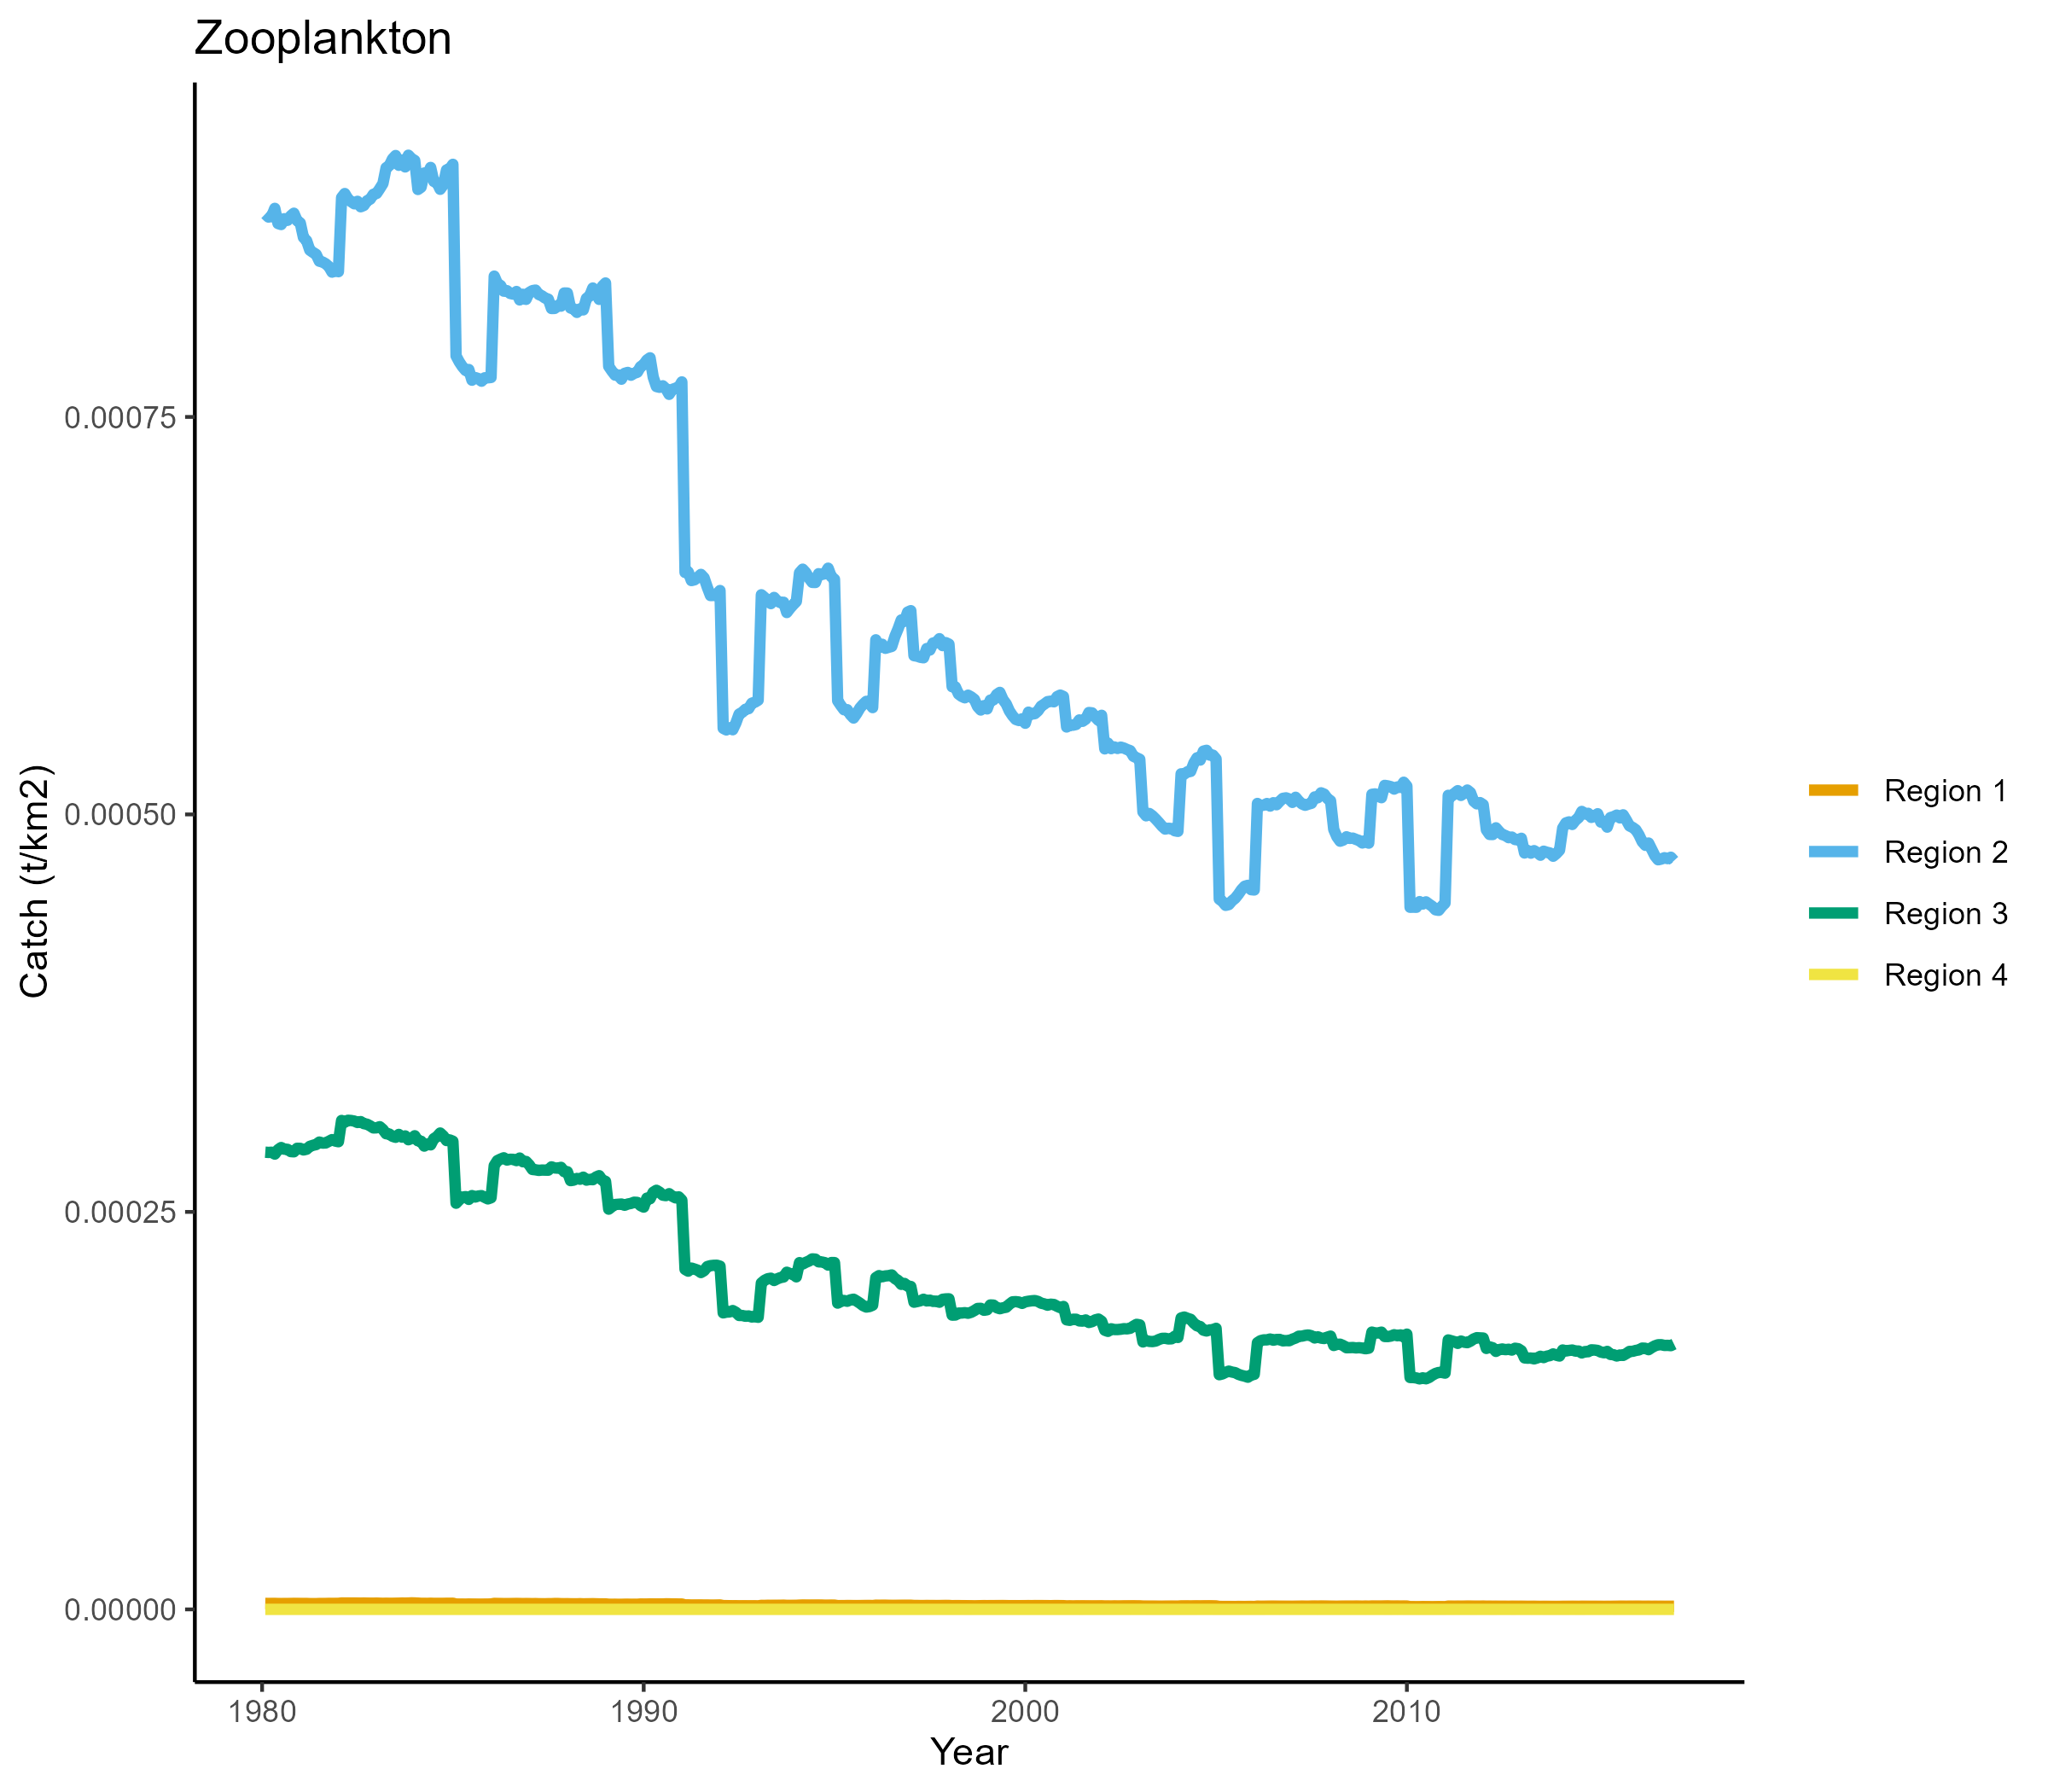 Zooplankton
Catch (t/km2)
0.00075
0.00050
0.00025
0.00000
1980
1990
2000
2010
Year
Region 1
Region 2
Region 3
Region 4